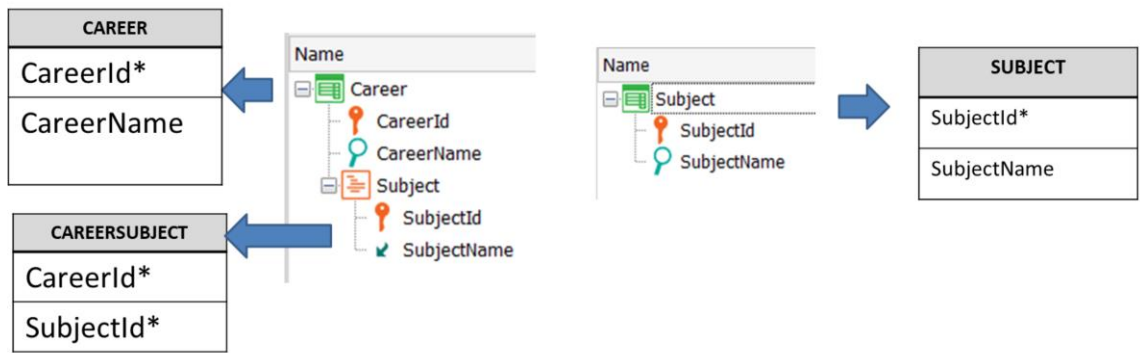 CAREER
CareerId*
CareerName
Name
Career
CareerId
CareerName
Subject
SubjectId
SubjectName
CAREERSUBJECT
CareerId*
SubjectId*
Name
Subject
SubjectId
SubjectName
SUBJECT
SubjectId*
SubjectName